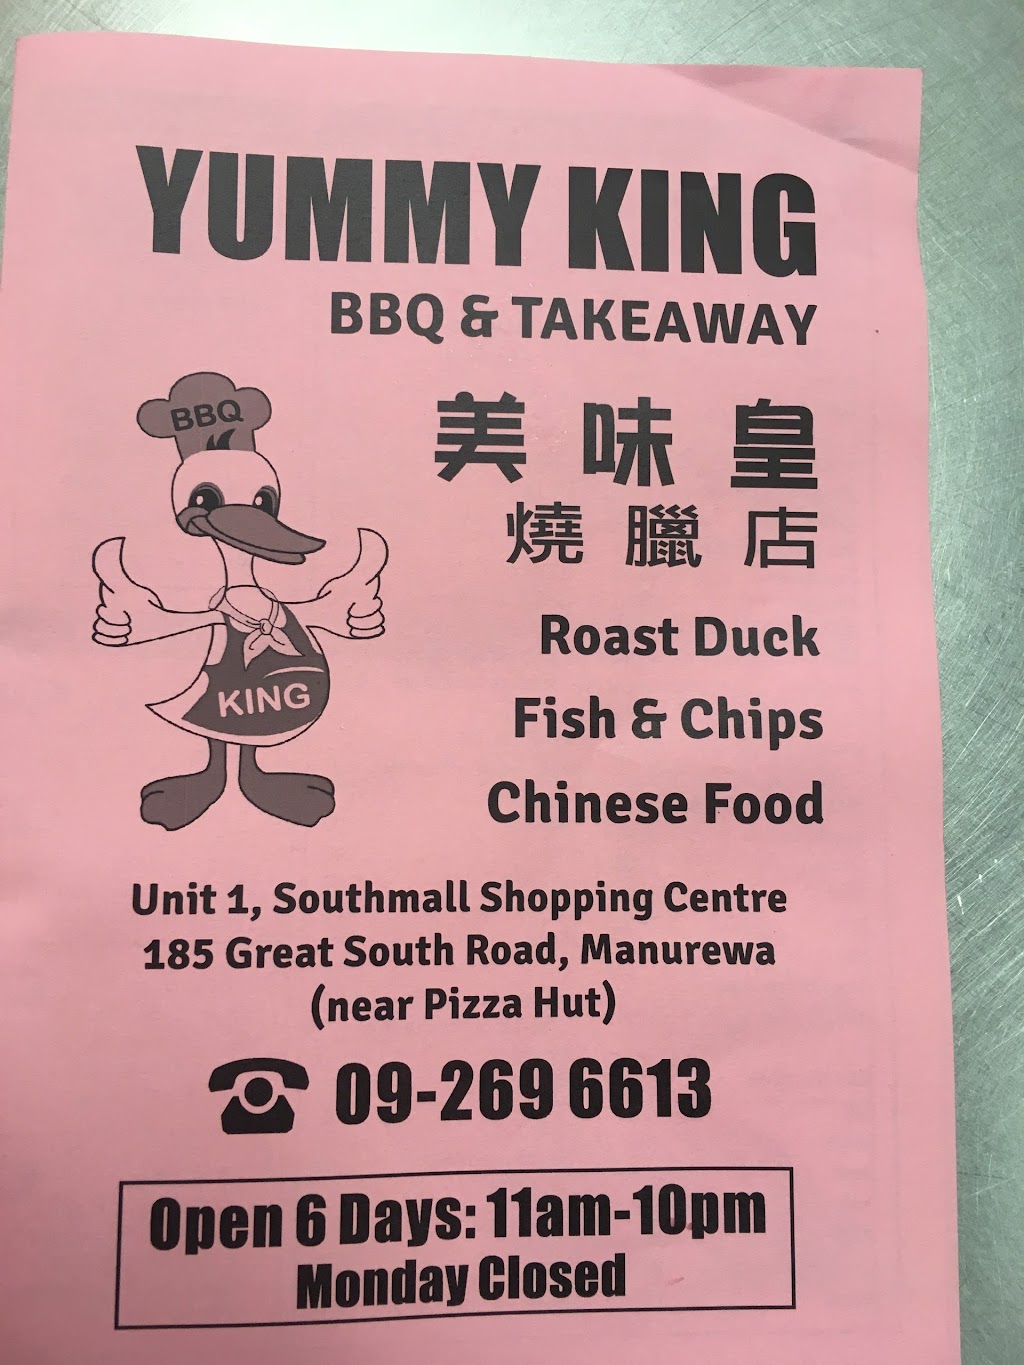 YUMMY KING
BBQ & TAKEAWAY
BBQ
美味皇
燒臘店
Roast Duck
KING
Fish & Chips
Chinese Food
Unit 1, Southmall Shopping Centre
185 Great South Road, Manurewa
(near Pizza Hut)
09-269 6613
Open 6 Days: 11am-10pm
Monday Closed